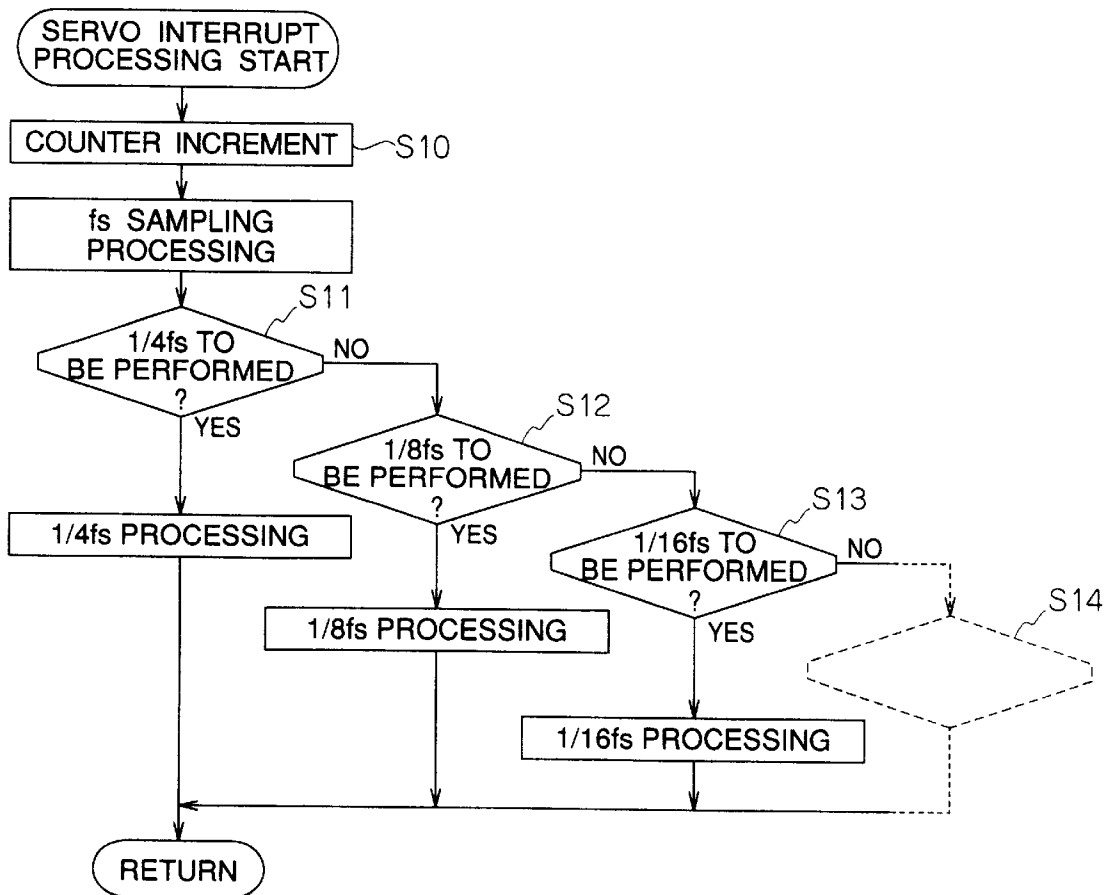 SERVO INTERRUPT
PROCESSING START
COUNTER INCREMENT
S10
fs SAMPLING
PROCESSING
S11
1/4fs TO
BE PERFORMED
?
NO
YES
S12
1/8fs TO
BE PERFORMED
?
NO
YES
S13
1/16fs TO
BE PERFORMED
?
NO
YES
S14
1/4fs PROCESSING
1/8fs PROCESSING
1/16fs PROCESSING
RETURN